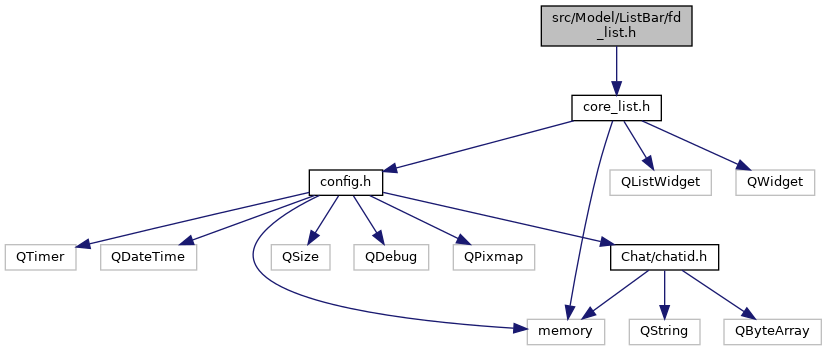 src/Model/ListBar/fd
_list.h
core_list.h
config.h
QListWidget
QWidget
QTimer
QDateTime
QSize
QDebug
QPixmap
Chat/chatid.h
memory
QString
QByteArray